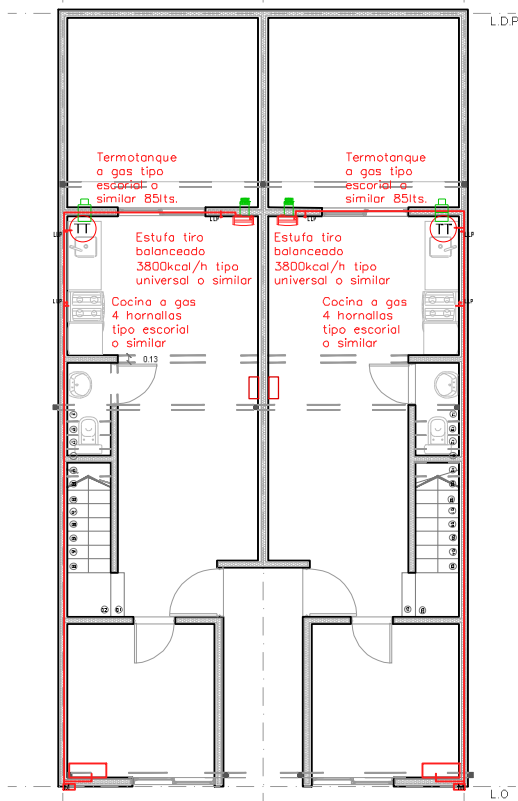 L.D.P
Termotanque
a gas tipo
escorial o
similar 85lts.
Termotanque
a gas tipo
escorial o
similar 85lts.
TT
TT
Estufa tiro
balanceado
3800kcal/h tipo
universal o similar
Estufa tiro
balanceado
3800kcal/h tipo
universal o similar
Cocina a gas
4 hornallas
tipo escorial
o similar
Cocina a gas
4 hornallas
tipo escorial
o similar
0.13
L.O